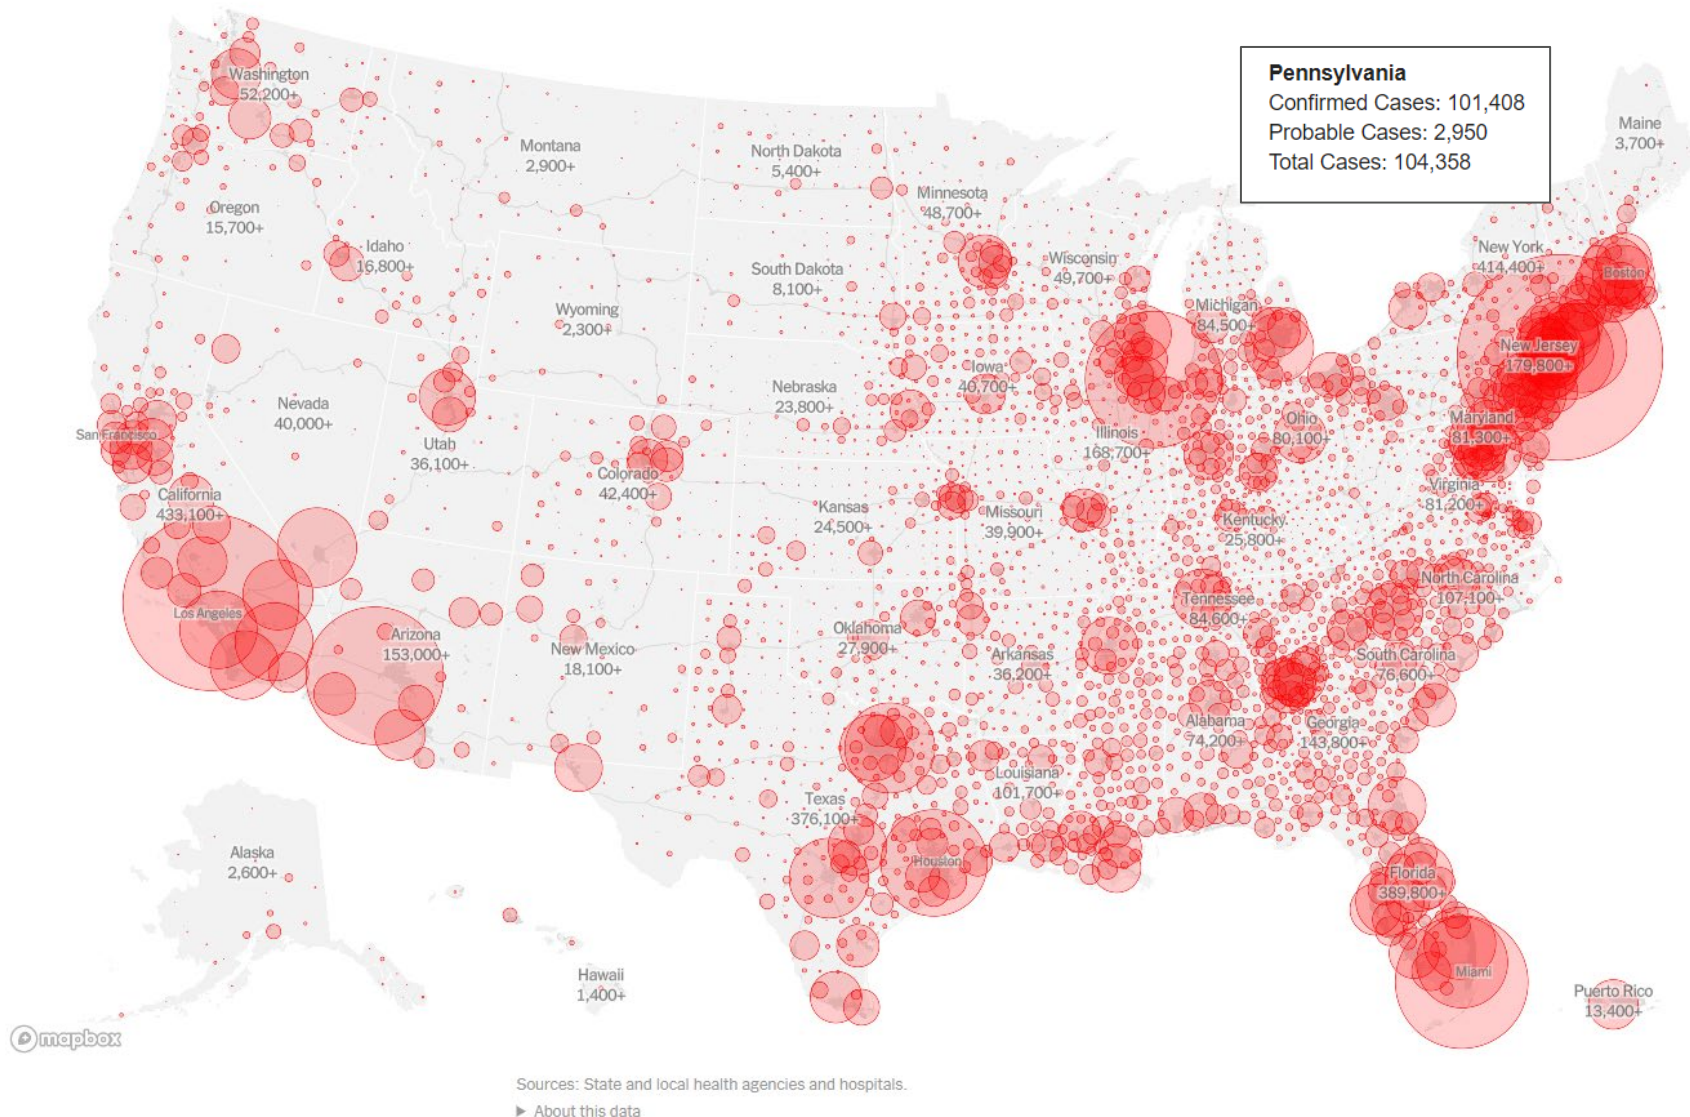 Pennsylvania
Confirmed Cases: 101,408
Probable Cases: 2,950
Total Cases: 104,358
Washington
52,200+
Montana
2,900+
North Dakota
5,400+
Minnesota
48,700+
Maine
3,700+
Oregon
15,700+
Idaho
16,800+
Wyoming
2,300+
South Dakota
8,100+
Wisconsin
49,700+
Michigan
84,500+
New York
414,400+
Boston
New Jersey
179,800+
Nevada
40,000+
Utah
36,100+
Nebraska
23,800+
Iowa
40,700+
Illinois
168,700+
Ohio
80,100+
Maryland
81,300+
San Francisco
California
433,100+
Colorado
42,400+
Kansas
24,500+
Missouri
39,900+
Kentucky
25,800+
Virginia
81,200+
Los Angeles
Arizona
153,000+
New Mexico
18,100+
Oklahoma
27,900+
Arkansas
36,200+
Tennessee
84,600+
North Carolina
107,100+
South Carolina
76,600+
Alabama
74,200+
Georgia
143,800+
Louisiana
101,700+
Texas
376,100+
Houston
Florida
389,800+
Miami
Alaska
2,600+
Hawaii
1,400+
Puerto Rico
13,400+
mapbox
Sources: State and local health agencies and hospitals.
▶ About this data